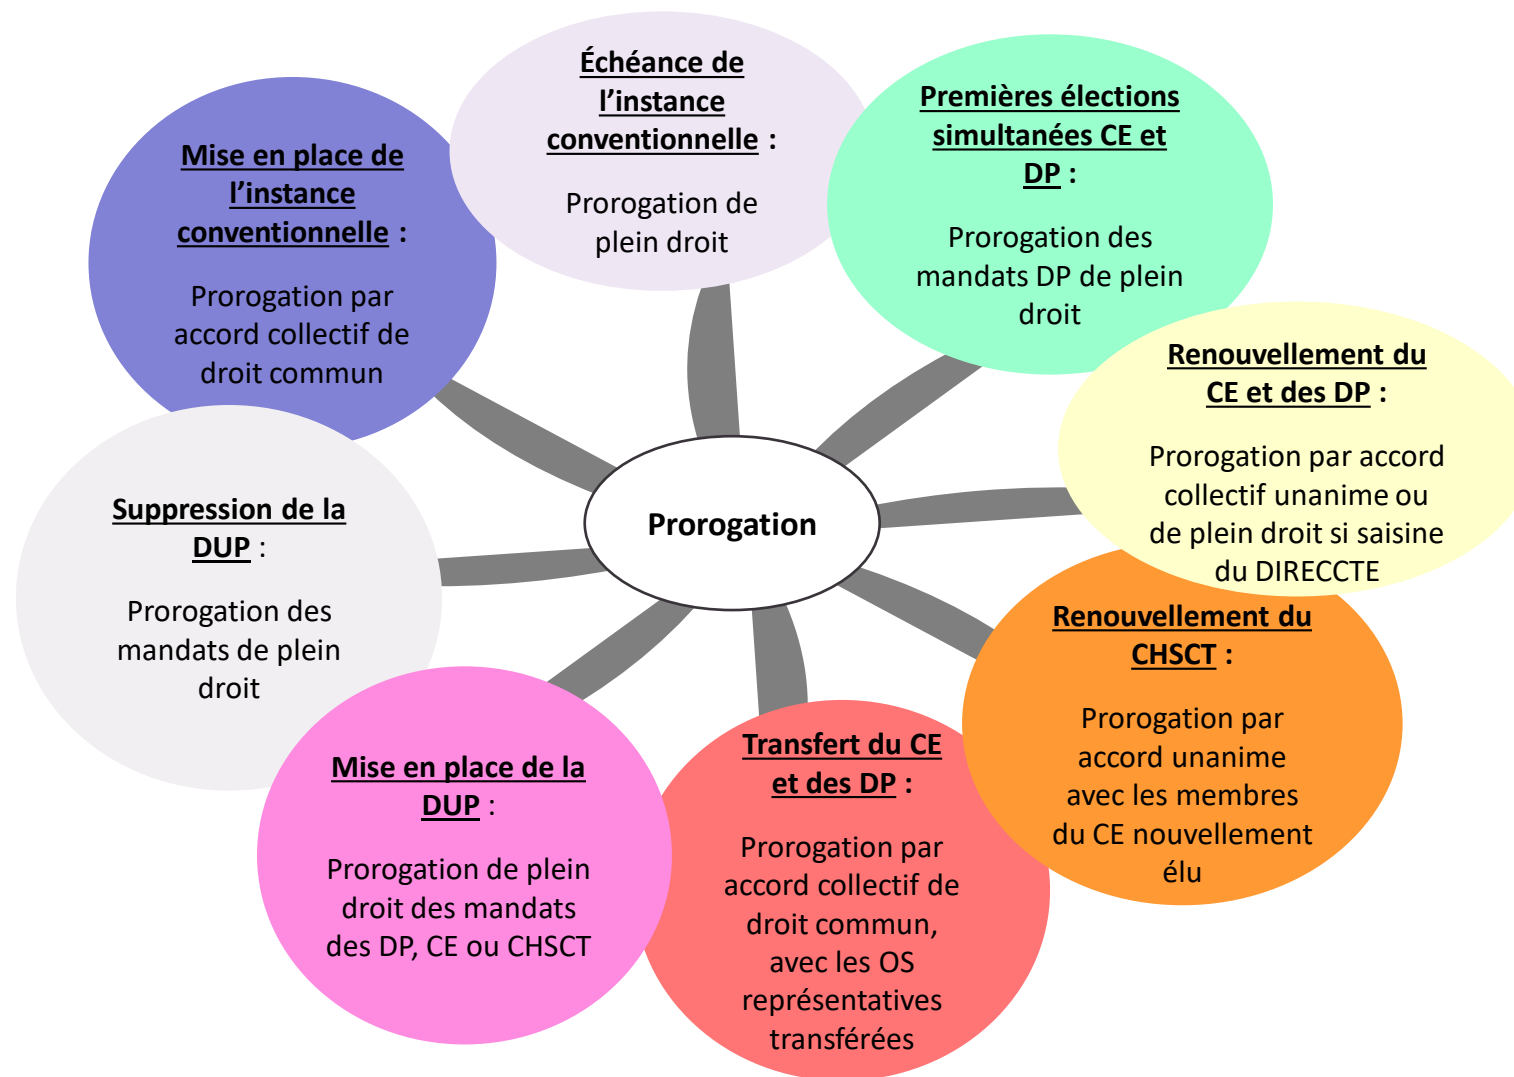 Échéance de
l’instance
conventionnelle :
Prorogation de
plein droit
Premières élections
simultanées CE et
DP :
Prorogation des
mandats DP de plein
droit
Renouvellement du
CE et des DP :
Prorogation par accord
collectif unanime ou
de plein droit si saisine
du DIRECCTE
Renouvellement du
CHSCT :
Prorogation par
accord unanime
avec les membres
du CE nouvellement
élu
Transfert du CE
et des DP :
Prorogation par
accord collectif de
droit commun,
avec les OS
représentatives
transférées
Mise en place de la
DUP :
Prorogation de plein
droit des mandats
des DP, CE ou CHSCT
Suppression de la
DUP :
Prorogation des
mandats de plein
droit
Mise en place de
l’instance
conventionnelle :
Prorogation par
accord collectif de
droit commun
Prorogation